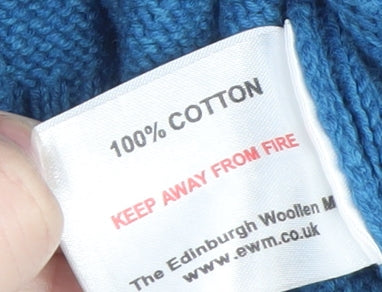 100% COTTON
KEEP AWAY FROM FIRE
The Edinburgh Woollen M
www.ewm.co.uk